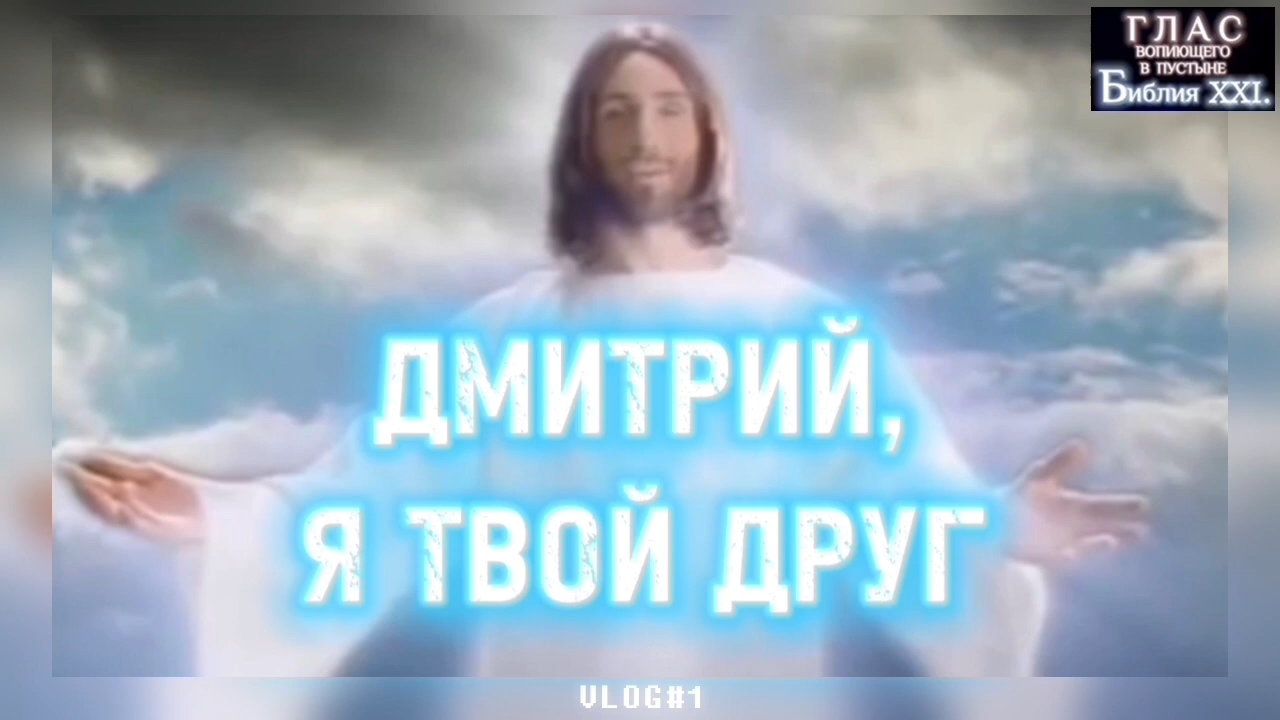 ГЛАС
ВОПИЮЩЕГО
В ПУСТЫНЕ
Библия XXI.
ДМИТРИЙ,
Я ТВОЙ ДРУГ
VLOG#1